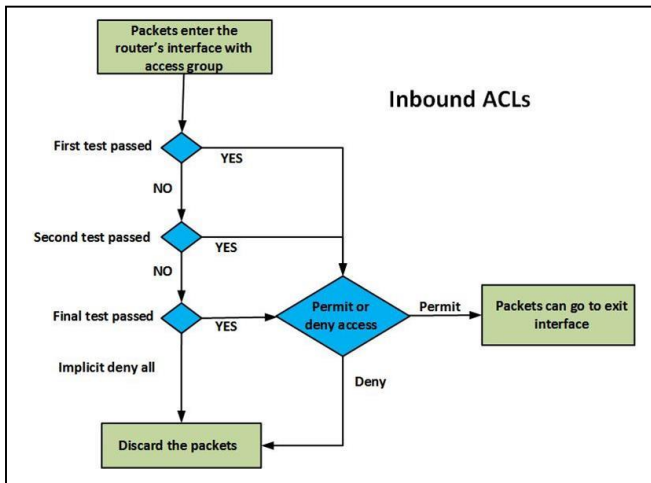 Packets enter the
router's interface with
access group
Inbound ACLs
First test passed
YES
NO
Second test passed
YES
NO
Final test passed
YES
Permit or
deny access
Permit
Packets can go to exit
interface
Implicit deny all
Deny
Discard the packets